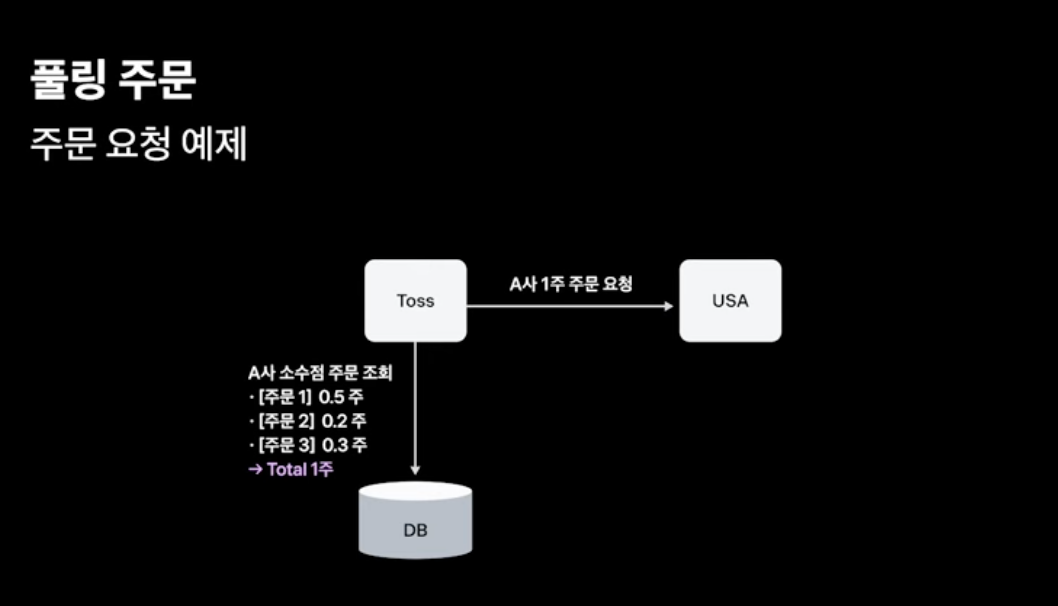 풀링 주문
주문 요청 예제
Toss
A사 1주 주문 요청
USA
A사 소수점 주문 조회
· [주문 1] 0.5 주
· [주문 2] 0.2 주
· [주문 3] 0.3 주
→ Total 1주
DB